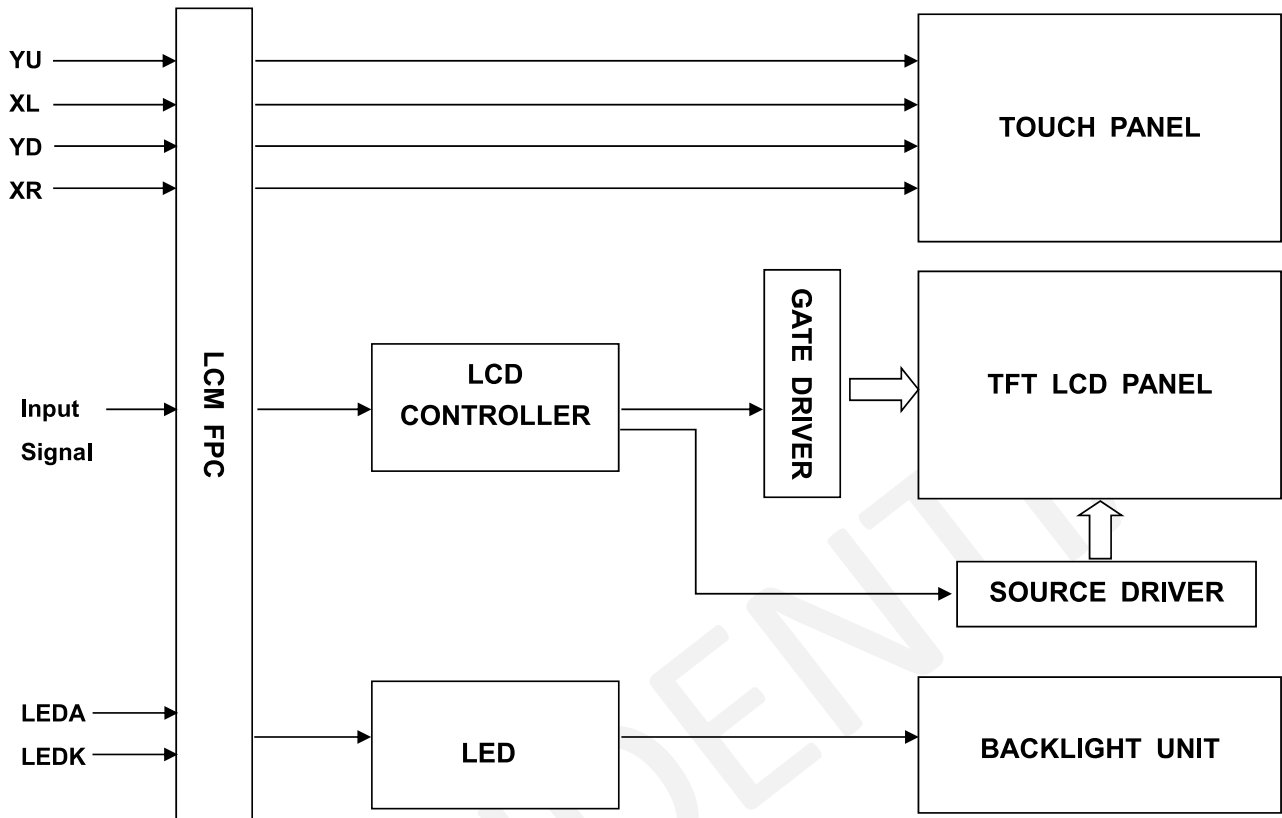 YU
XL
YD
XR
TOUCH PANEL
LCM FPC
Input
Signal
LCD
CONTROLLER
GATE DRIVER
TFT LCD PANEL
SOURCE DRIVER
LEDA
LEDK
LED
BACKLIGHT UNIT